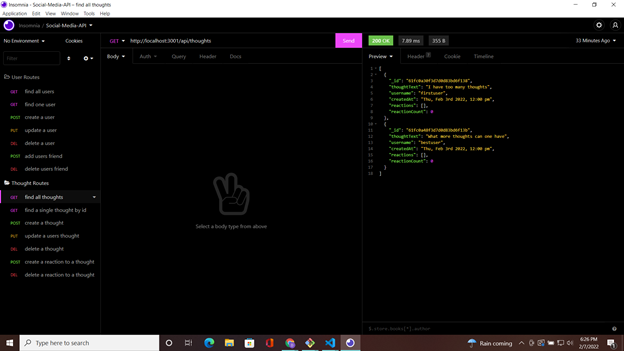 Insomnia - Social-Media-API – find all thoughts
Application Edit View Window Tools Help
Insomnia / Social-Media-API
No Environment Cookies
GET http://localhost:3001/api/thoughts Send
200 OK 7.89 ms 355 B 33 Minutes Ago
Filter
Body Auth Query Header Docs
Preview Header Cookie Timeline
User Routes
GET find all users
GET find one user
POST create a user
PUT update a user
DEL delete a user
POST add users friend
DEL delete users friend
Thought Routes
GET find all thoughts
GET find a single thought by id
POST create a thought
PUT update a users thought
DEL delete a thought
POST create a reaction to a thought
DEL delete a reaction to a thought
Select a body type from above
1 [
2 {
3 "_id":
4 "thoughtText": "I have too many thoughts",
5 "username": "firstuser",
6 "createdAt": "Thu, Feb 3rd 2022, 12:00 pm",
7 "reactions": [],
8 "reactionCount": 0
9 },
10 {
11 "_id":
12 "thoughtText": "What more thoughts can one have",
13 "username": "bestuser",
14 "createdAt": "Thu, Feb 3rd 2022, 12:00 pm",
15 "reactions": [],
16 "reactionCount": 0
17 }
18 ]
$.store.books[*].author
Type here to search
Rain coming
6:26 PM
2/7/2022